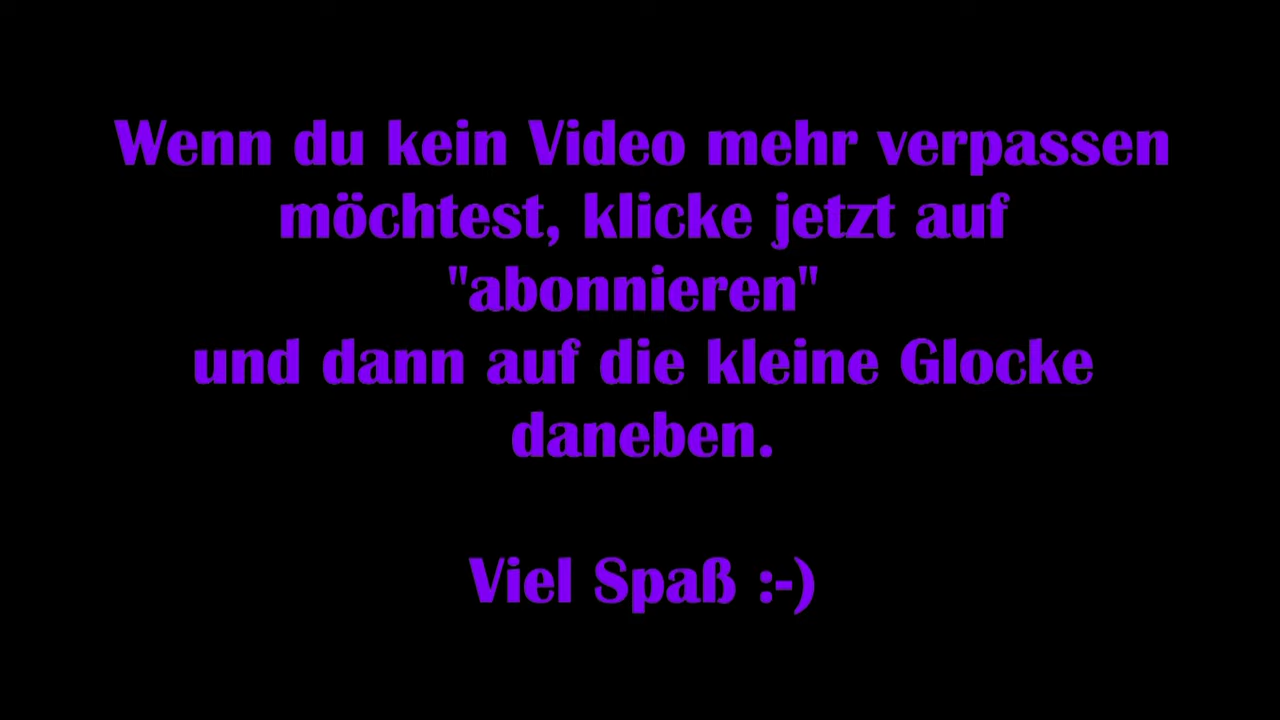 Wenn du kein Video mehr verpassen
möchtest, klicke jetzt auf
"abonnieren"
und dann auf die kleine Glocke
daneben.
Viel Spaß :-)